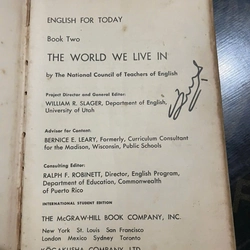 ENGLISH FOR TODAY
Book Two
THE WORLD WE LIVE IN
by The National Council of Teachers of English
Project Director and General Editor:
WILLIAM R. SLAGER, Department of English,
University of Utah
Advisor for Content:
BERNICE E. LEARY, Formerly, Curriculum Consultant
for the Madison, Wisconsin, Public Schools
Consulting Editor:
RALPH F. ROBINETT, Director, English Program,
Department of Education, Commonwealth
of Puerto Rico
INTERNATIONAL STUDENT EDITION
THE McGRAW-HILL BOOK COMPANY, INC.
New York St. Louis San Francisco
London Mexico Sydney Toronto
KŌGAKUSHA COMPANY, LTD.